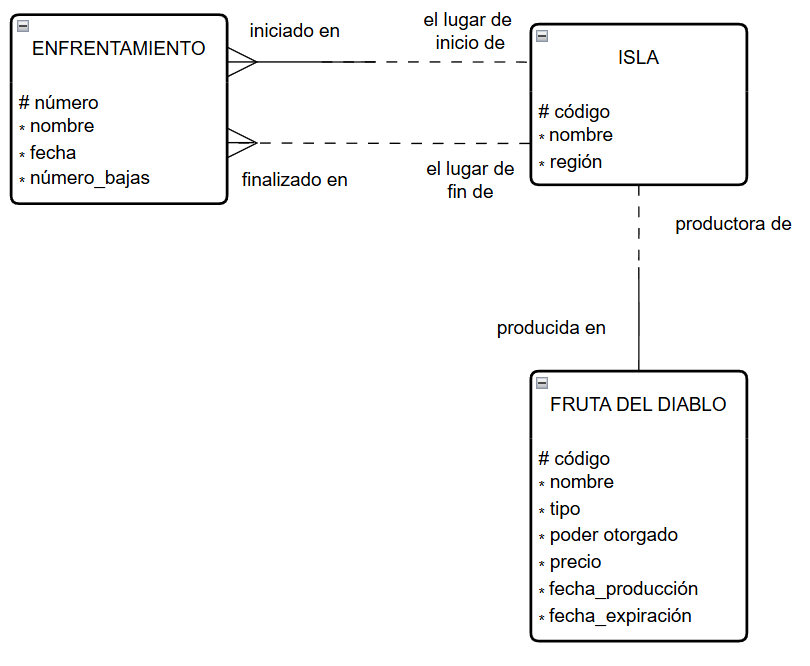 ENFRENTAMIENTO
# número
* nombre
* fecha
* número_bajas
iniciado en
el lugar de
inicio de
finalizado en
el lugar de
fin de
ISLA
# código
* nombre
* región
productora de
producida en
FRUTA DEL DIABLO
# código
* nombre
* tipo
* poder otorgado
* precio
* fecha_producción
* fecha_expiración